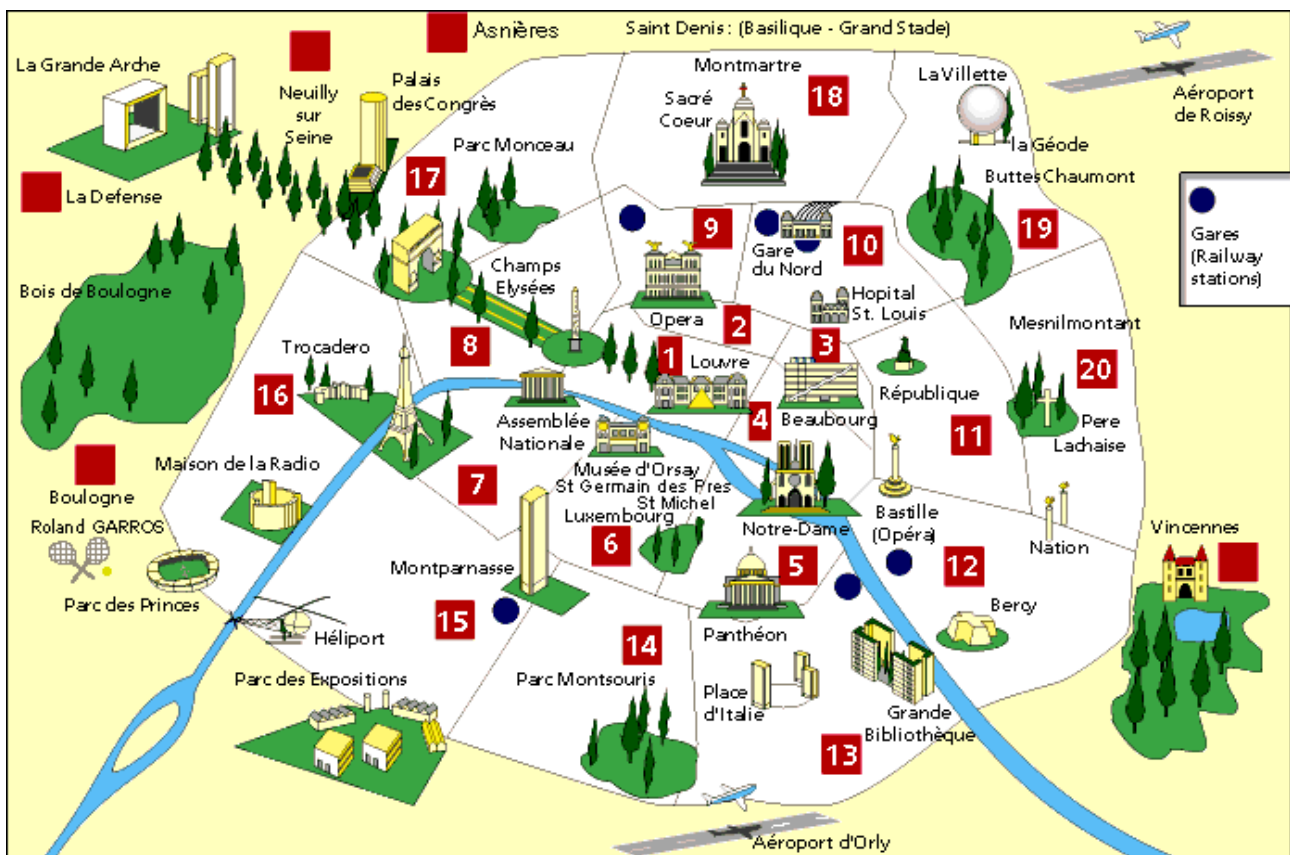 Asnières
Saint Denis : (Basilique - Grand Stade)
La Grande Arche
Neuilly
sur
Seine
Palais
des Congrès
Montmartre
18
Sacré
Coeur
La Villette
la Géode
Aéroport
de Roissy
La Defense
17
Parc Monceau
Buttes Chaumont
19
Gares
(Railway
stations)
9
Gare
du Nord
10
Bois de Boulogne
Champs
Elysées
Opera
2
Hopital
St. Louis
Mesnilmontant
20
Trocadero
16
8
1
Louvre
3
République
Assemblée
Nationale
4
Beaubourg
11
Pere
Lachaise
Boulogne
Maison de la Radio
7
Musée d'Orsay
St Germain des Pres
St Michel
Luxembourg
6
Notre-Dame
Bastille
(Opéra)
Nation
Vincennes
Roland GARROS
Parc des Princes
Montparnasse
5
12
Bercy
Héliport
15
14
Panthéon
Parc des Expositions
Parc Montsouris
Place
d'Italie
Grande
Bibliothèque
13
Aéroport d'Orly